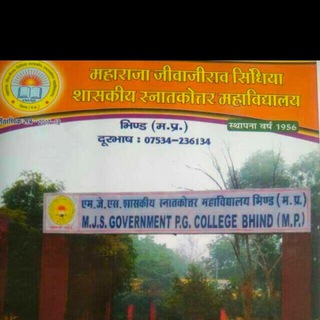 महाराजा जीवाजीराव सिंधिया
शासकीय स्नातकोत्तर महाविद्यालय
भिण्ड (म.प्र.)
स्थापना वर्ष 1956
दूरभाष : 07534-236134
एम.जे.एस.शासकीय स्नातकोत्तर महाविद्यालय भिण्ड (म.प्र.)
M.J.S. GOVERNMENT P.G. COLLEGE BHIND (M.P.)